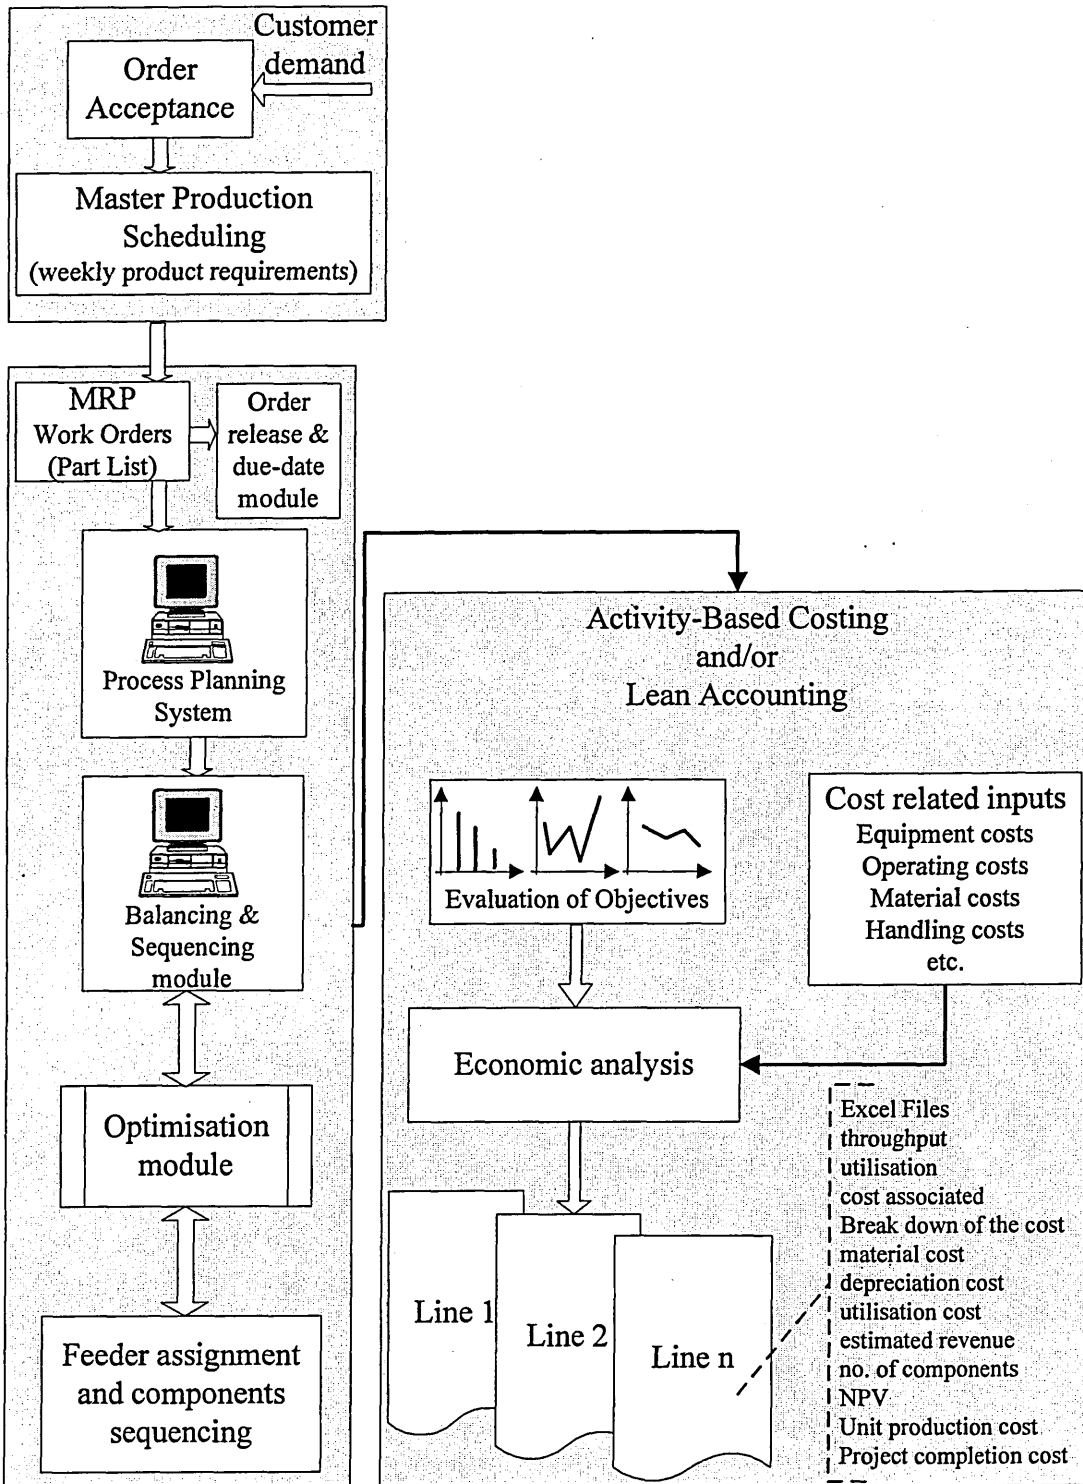 Customer
demand
Order
Acceptance
Master Production
Scheduling
(weekly product requirements)
MRP
Work Orders
(Part List)
Order
release &
due-date
module
Process Planning
System
Balancing &
Sequencing
module
Optimisation
module
Feeder assignment
and components
sequencing
Activity-Based Costing
and/or
Lean Accounting
Evaluation of Objectives
Cost related inputs
Equipment costs
Operating costs
Material costs
Handling costs
etc.
Economic analysis
Line 1
Line 2
Line n
Excel Files
throughput
utilisation
cost associated
Break down of the cost
material cost
depreciation cost
utilisation cost
estimated revenue
no. of components
NPV
Unit production cost
Project completion cost